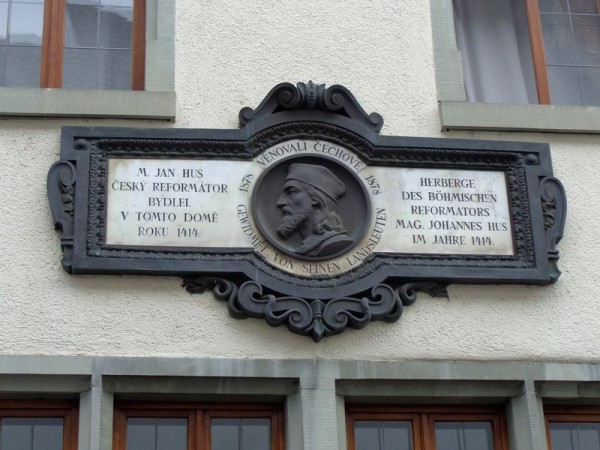 M. JAN HUS
ČESKÝ REFORMÁTOR
BYDLEL
V TOMTO DOMĚ
ROKU 1414.
1878 VĚNOVALI ČECHOVÉ 1878
GEWIDMET VON SEINEN LANDSLEUTEN
HERBERGE
DES BÖHMISCHEN
REFORMATORS
MAG. JOHANNES HUS
IM JAHRE 1414.